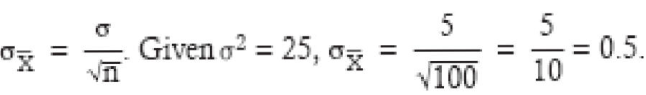 σ_X̅ = σ/√n. Given σ² = 25, σ_X̅ = 5/√100 = 5/10 = 0.5.